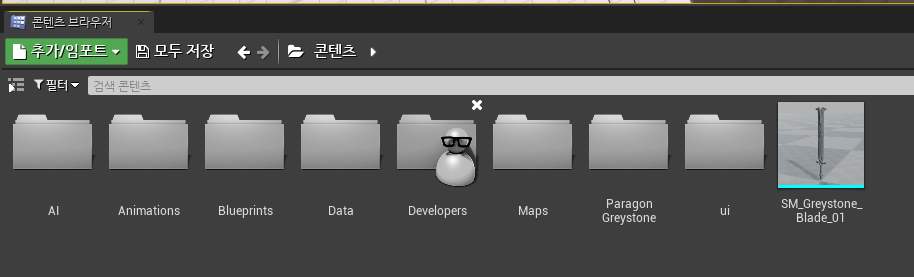 콘텐츠 브라우저
추가/임포트 모두 저장 콘텐츠
필터 검색 콘텐츠
AI Animations Blueprints Data Developers Maps Paragon Greystone ui SM_Greystone_Blade_01